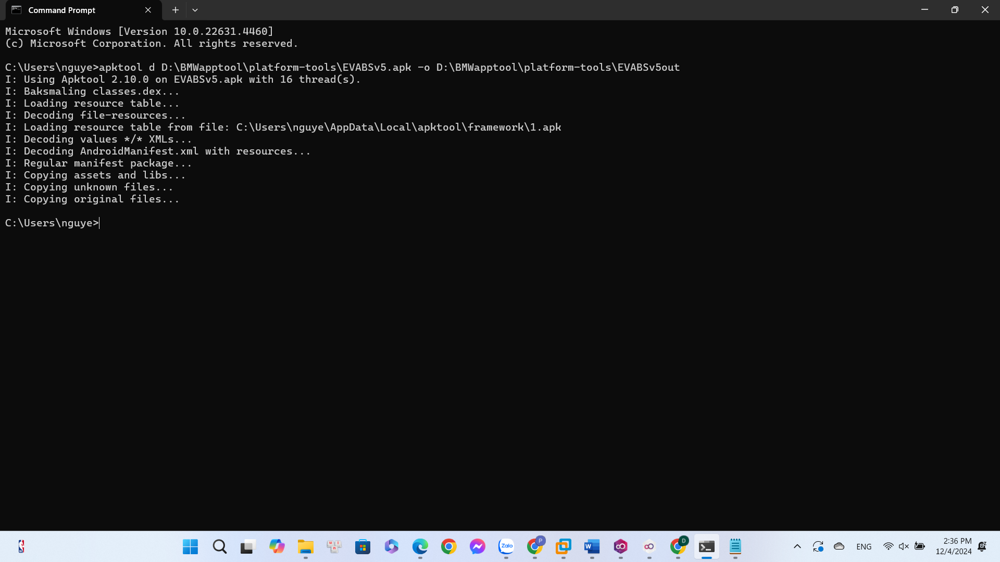 Command Prompt
Microsoft Windows [Version 10.0.22631.4460]
(c) Microsoft Corporation. All rights reserved.
C:\Users\nguye>apktool d D:\BMWapptool\platform-tools\EVABSv5.apk -o D:\BMWapptool\platform-tools\EVABSv5out
I: Using Apktool 2.10.0 on EVABSv5.apk with 16 thread(s).
I: Baksmaling classes.dex...
I: Loading resource table...
I: Decoding file-resources...
I: Loading resource table from file: C:\Users\nguye\AppData\Local\apktool\framework\1.apk
I: Decoding values */* XMLs...
I: Decoding AndroidManifest.xml with resources...
I: Regular manifest package...
I: Copying assets and libs...
I: Copying unknown files...
I: Copying original files...
C:\Users\nguye>
Zalo
P
W
D
ENG
2:36 PM
12/4/2024